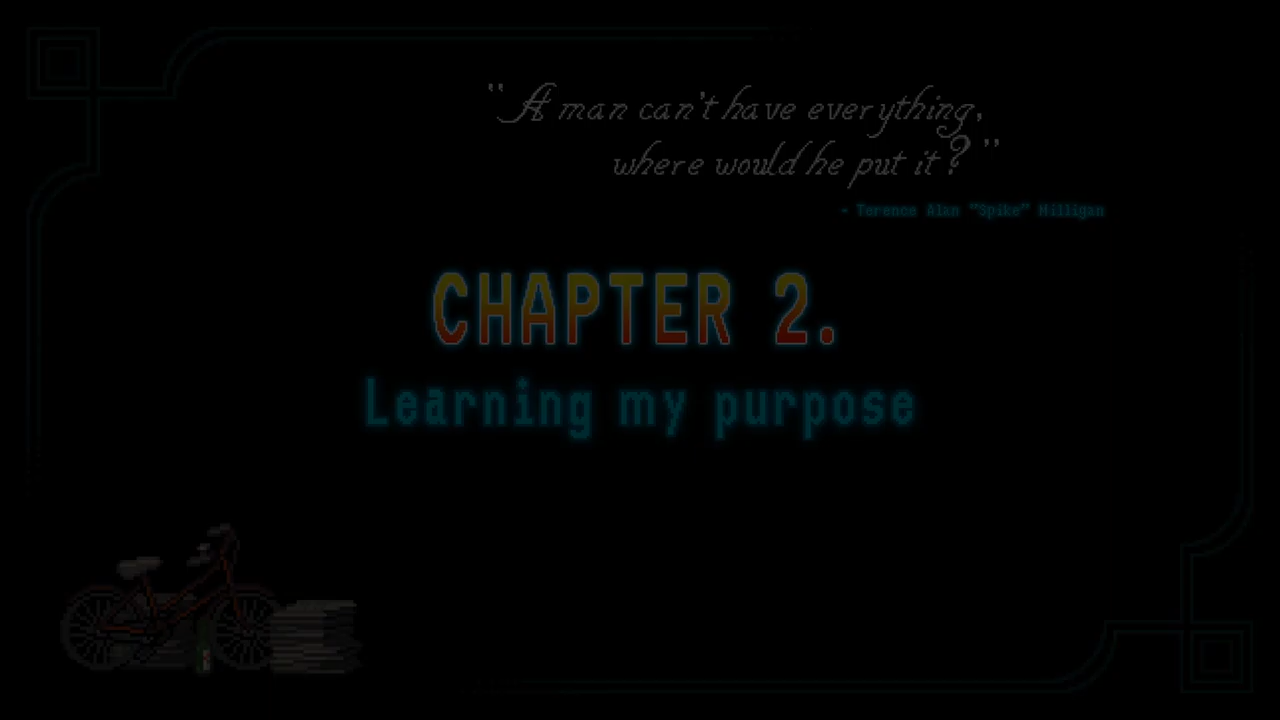 "A man can't have everything,
where would he put it?"
- Terence Alan "Spike" Milligan
CHAPTER 2.
Learning my purpose